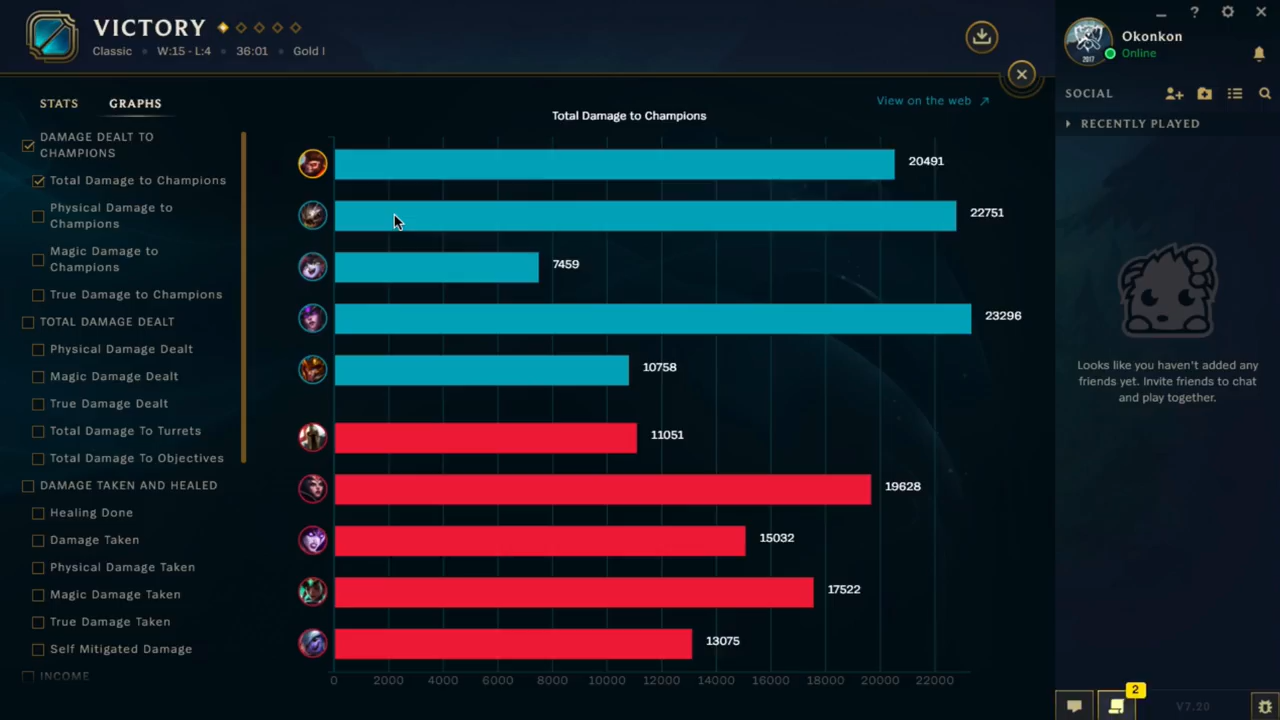 VICTORY
Classic W:15 - L:4 36:01 Gold I
STATS GRAPHS
View on the web
DAMAGE DEALT TO
CHAMPIONS
Total Damage to Champions
Physical Damage to
Champions
Magic Damage to
Champions
True Damage to Champions
TOTAL DAMAGE DEALT
Physical Damage Dealt
Magic Damage Dealt
True Damage Dealt
Total Damage To Turrets
Total Damage To Objectives
DAMAGE TAKEN AND HEALED
Healing Done
Damage Taken
Physical Damage Taken
Magic Damage Taken
True Damage Taken
Self Mitigated Damage
INCOME
Total Damage to Champions
20491
22751
7459
23296
10758
11051
19628
15032
17522
13075
0 2000 4000 6000 8000 10000 12000 14000 16000 18000 20000 22000
?
2017
Okonkon
Online
SOCIAL
RECENTLY PLAYED
Looks like you haven't added any
friends yet. Invite friends to chat
and play together.
2
V7.20